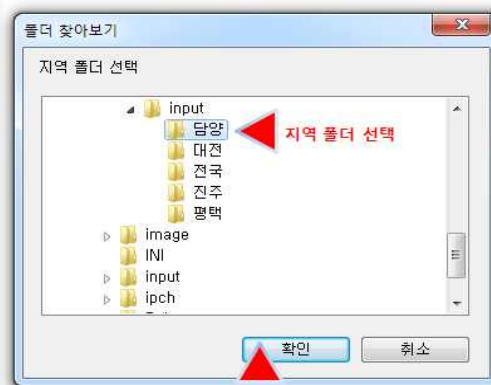 폴더 찾아보기
지역 폴더 선택
input
담양
지역 폴더 선택
대전
전국
진주
평택
image
INI
input
ipch
확인
취소